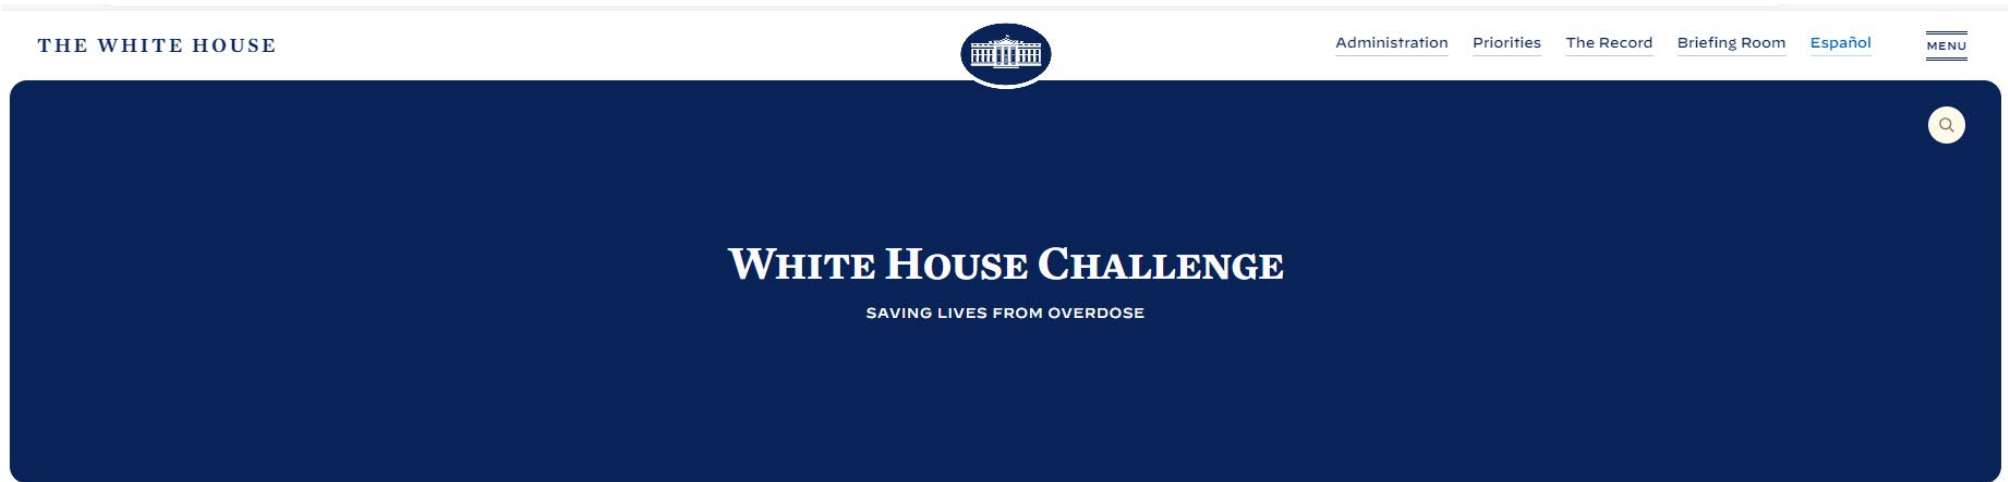 THE WHITE HOUSE
Administration Priorities The Record Briefing Room Español MENU
WHITE HOUSE CHALLENGE
SAVING LIVES FROM OVERDOSE